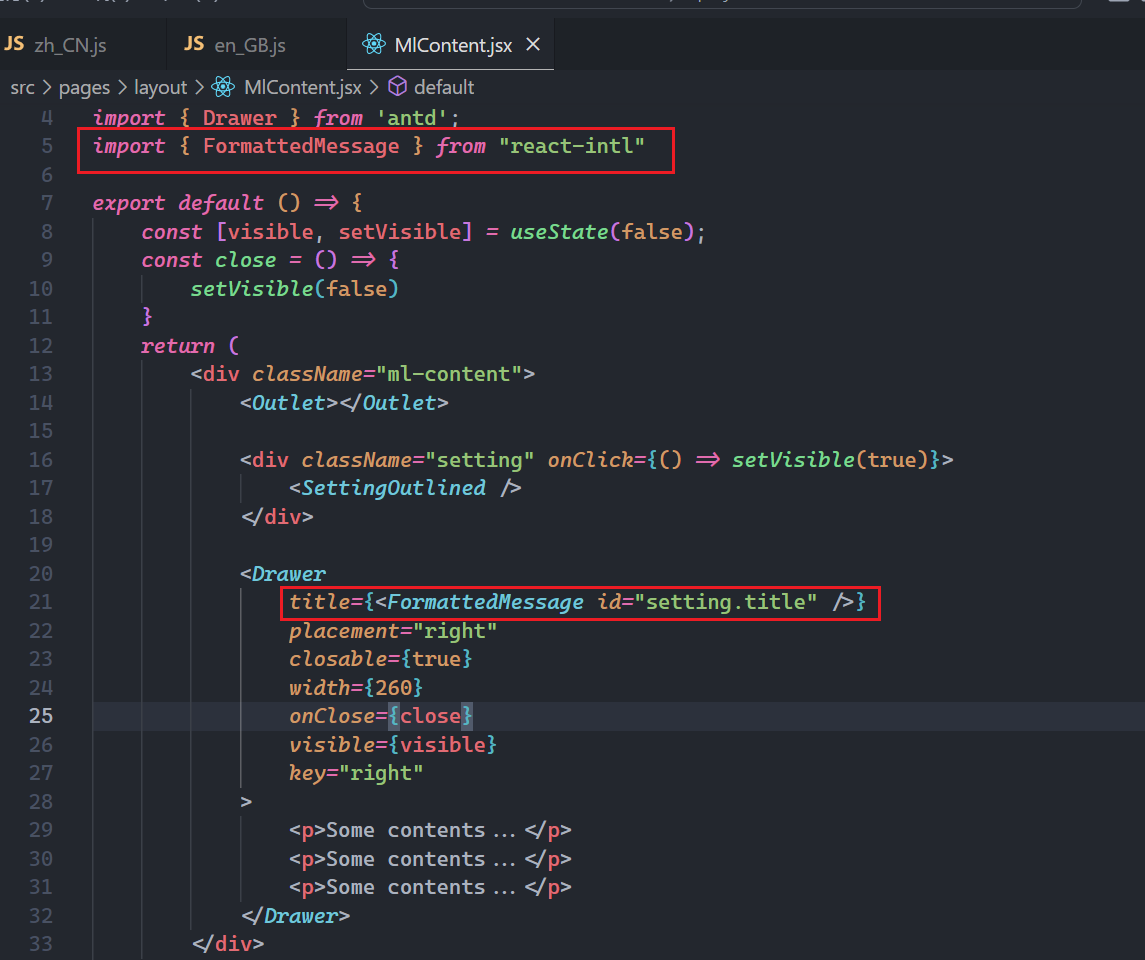 JS zh_CN.js
JS en_GB.js
MlContent.jsx
src > pages > layout > MlContent.jsx > default
4 import { Drawer } from 'antd';
5 import { FormattedMessage } from "react-intl"
6
7 export default () => {
8 const [visible, setVisible] = useState(false);
9 const close = () => {
10 setVisible(false)
11 }
12 return (
13 <div className="ml-content">
14 <Outlet></Outlet>
15
16 <div className="setting" onClick={() => setVisible(true)}>
17 <SettingOutlined />
18 </div>
19
20 <Drawer
21 title={<FormattedMessage id="setting.title" />}
22 placement="right"
23 closable={true}
24 width={260}
25 onClose={close}
26 visible={visible}
27 key="right"
28 >
29 <p>Some contents...</p>
30 <p>Some contents...</p>
31 <p>Some contents...</p>
32 </Drawer>
33 </div>